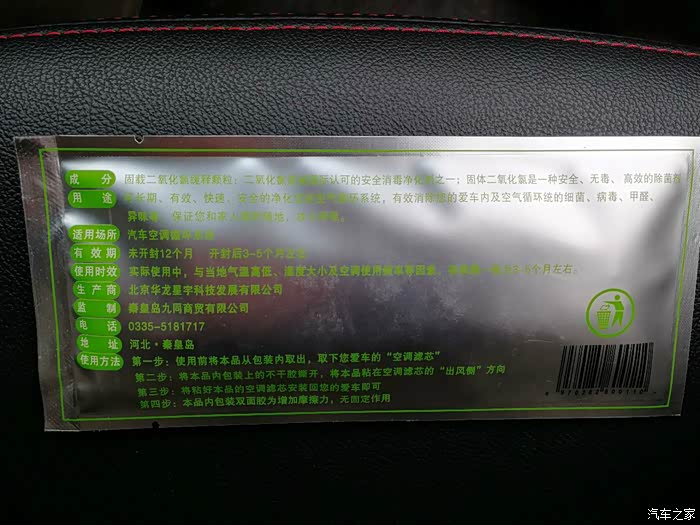 成 分 固载二氧化氯缓释颗粒:二氧化氯是国际认可的安全消毒净化剂之一;固体二氧化氯是一种安全、无毒、高效的除菌剂
用 途 长期、有效、快速、安全的净化 循环系统,有效消除您的爱车内及空气循环统的细菌、病毒、甲醛、
异味等,保证您和家人
适用场所 汽车空调循环系统
有 效 期 未开封12个月 开封后3-5个月左右
使用时效 实际使用中,与当地气温高低、湿度大小及空调使用频率等因素, 3-5个月左右。
生 产 商 北京华龙星宇科技发展有限公司
监 制 秦皇岛九网商贸有限公司
电 话 0335-5181717
地 址 河北·秦皇岛
使用方法 第一步:使用前将本品从包装内取出,取下您爱车的“空调滤芯”
第二步:将本品内包装上的不干胶撕开,将本品粘在空调滤芯的“出风侧”方向
第三步:将粘好本品的空调滤芯安装回您的爱车即可
第四步:本品内包装双面胶为增加摩擦力,无固定作用
汽车之家